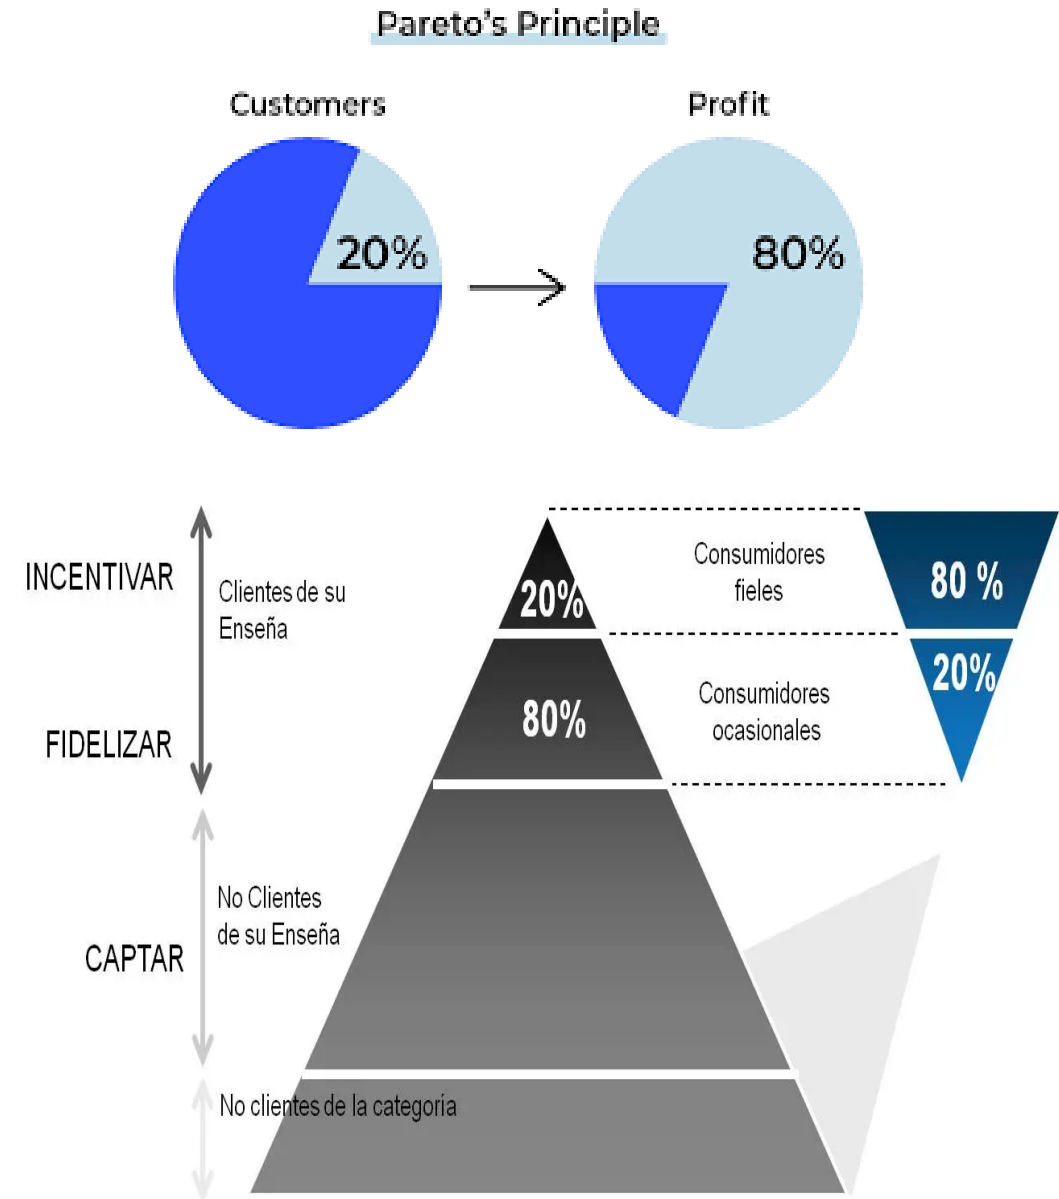 Pareto's Principle
Customers
Profit
20%
80%
INCENTIVAR
Clientes de su
Enseña
20%
Consumidores
fieles
80 %
FIDELIZAR
80%
Consumidores
ocasionales
20%
CAPTAR
No Clientes
de su Enseña
No clientes de la categoría